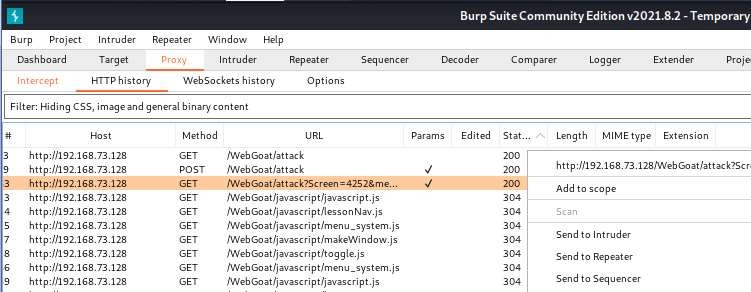 Burp Suite Community Edition v2021.8.2 - Temporary
Burp Project Intruder Repeater Window Help
Dashboard Target Proxy Intruder Repeater Sequencer Decoder Comparer Logger Extender Proje
Intercept HTTP history WebSockets history Options
Filter: Hiding CSS, image and general binary content
# Host Method URL Params Edited Stat... Length MIME type Extension
3 http://192.168.73.128 GET /WebGoat/attack 200
9 http://192.168.73.128 POST /WebGoat/attack ✓ 200
3 http://192.168.73.128 GET /WebGoat/attack?Screen=4252&me... ✓ 200
3 http://192.168.73.128 GET /WebGoat/javascript/javascript.js 304
4 http://192.168.73.128 GET /WebGoat/javascript/lessonNav.js 304
5 http://192.168.73.128 GET /WebGoat/javascript/menu_system.js 304
7 http://192.168.73.128 GET /WebGoat/javascript/makeWindow.js 304
8 http://192.168.73.128 GET /WebGoat/javascript/toggle.js 304
6 http://192.168.73.128 GET /WebGoat/javascript/menu_system.js 304
9 http://192.168.73.128 GET /WebGoat/javascript/javascript.js 304
http://192.168.73.128/WebGoat/attack?Scr
Add to scope
Scan
Send to Intruder
Send to Repeater
Send to Sequencer